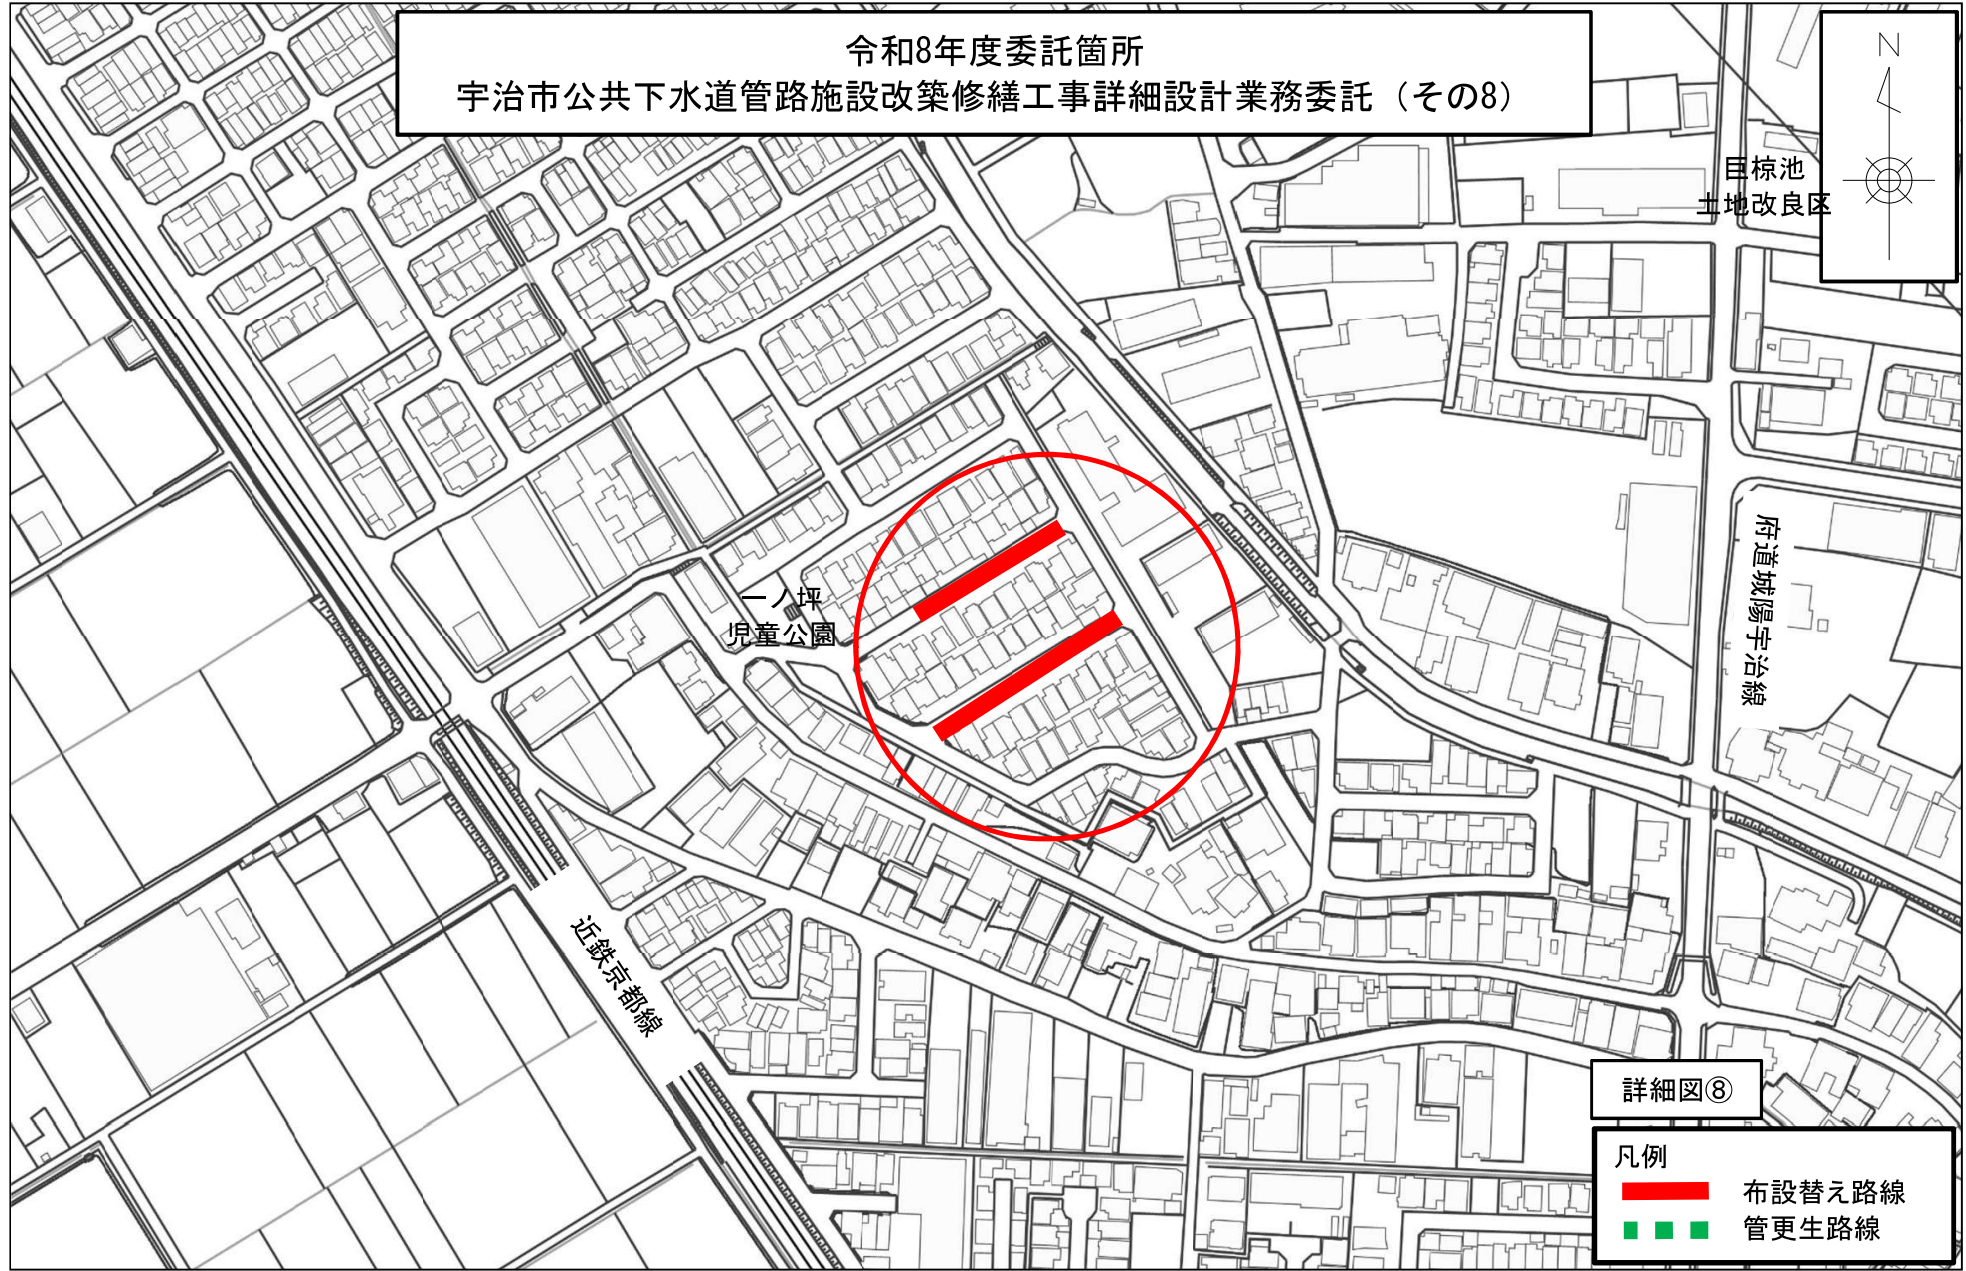 令和8年度委託箇所
宇治市公共下水道管路施設改築修繕工事詳細設計業務委託（その8）
N
巨椋池
土地改良区
府道城陽宇治線
一ノ坪
児童公園
近鉄京都線
詳細図⑧
凡例
布設替え路線
管更生路線